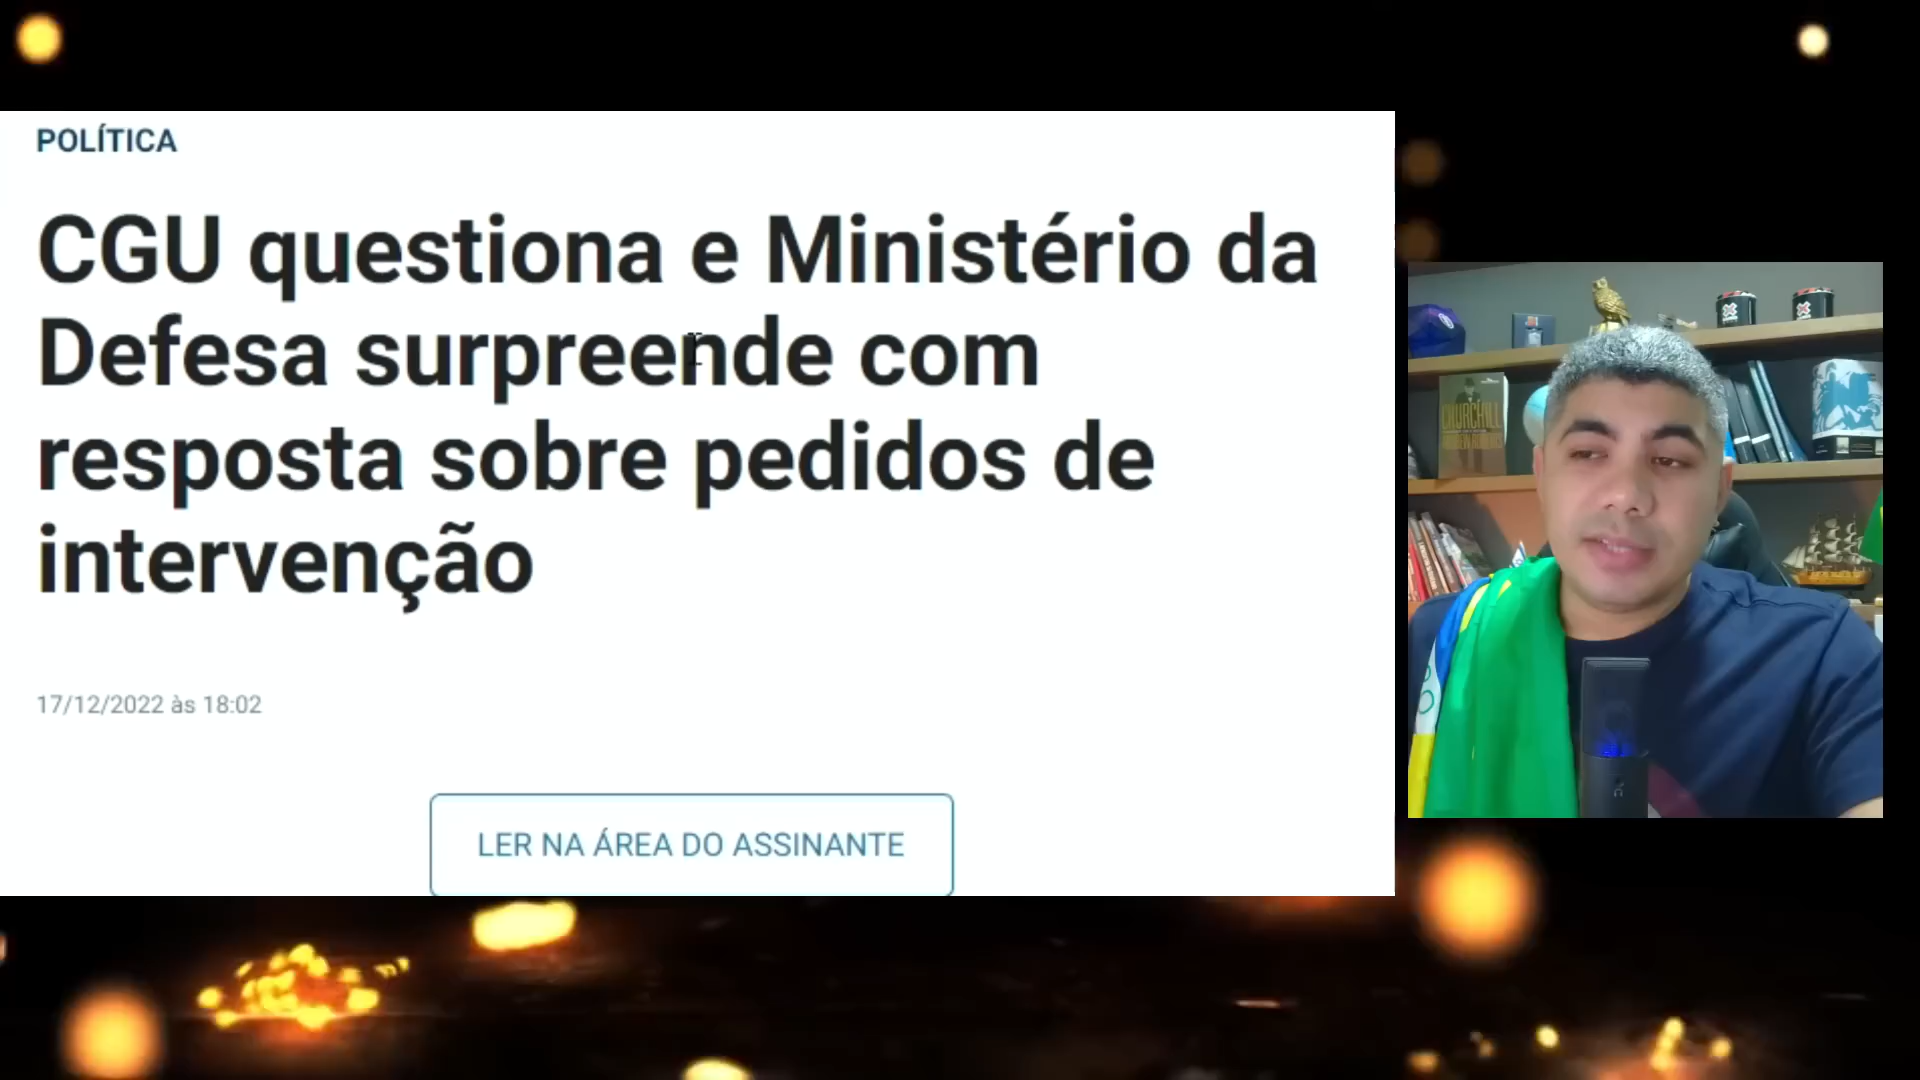 POLÍTICA
CGU questiona e Ministério da
Defesa surpreende com
resposta sobre pedidos de
intervenção
17/12/2022 às 18:02
LER NA ÁREA DO ASSINANTE
CHURCHILL